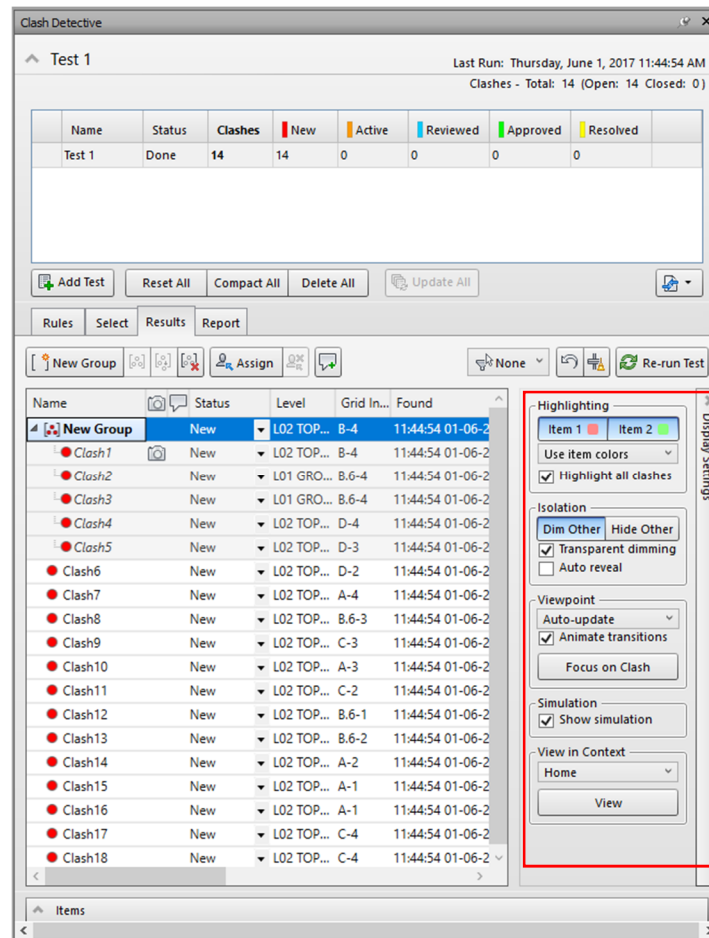 Clash Detective
Test 1
Last Run: Thursday, June 1, 2017 11:44:54 AM
Clashes - Total: 14 (Open: 14 Closed: 0)
Name Status Clashes New Active Reviewed Approved Resolved
Test 1 Done 14 14 0 0 0 0
Add Test Reset All Compact All Delete All Update All
Rules Select Results Report
New Group Assign None Re-run Test
Name Status Level Grid In... Found
New Group New L02 TOP... B-4 11:44:54 01-06-2
Clash1 New L02 TOP... B-4 11:44:54 01-06-2
Clash2 New L01 GRO... B.6-4 11:44:54 01-06-2
Clash3 New L01 GRO... B.6-4 11:44:54 01-06-2
Clash4 New L02 TOP... D-4 11:44:54 01-06-2
Clash5 New L02 TOP... D-3 11:44:54 01-06-2
Clash6 New L02 TOP... D-2 11:44:54 01-06-2
Clash7 New L02 TOP... A-4 11:44:54 01-06-2
Clash8 New L02 TOP... B.6-3 11:44:54 01-06-2
Clash9 New L02 TOP... C-3 11:44:54 01-06-2
Clash10 New L02 TOP... A-3 11:44:54 01-06-2
Clash11 New L02 TOP... C-2 11:44:54 01-06-2
Clash12 New L02 TOP... B.6-1 11:44:54 01-06-2
Clash13 New L02 TOP... B.6-2 11:44:54 01-06-2
Clash14 New L02 TOP... A-2 11:44:54 01-06-2
Clash15 New L02 TOP... A-1 11:44:54 01-06-2
Clash16 New L02 TOP... A-1 11:44:54 01-06-2
Clash17 New L02 TOP... C-4 11:44:54 01-06-2
Clash18 New L02 TOP... C-4 11:44:54 01-06-2
Highlighting
Item 1 Item 2
Use item colors
Highlight all clashes
Isolation
Dim Other Hide Other
Transparent dimming
Auto reveal
Viewpoint
Auto-update
Animate transitions
Focus on Clash
Simulation
Show simulation
View in Context
Home
View
Display Settings
Items